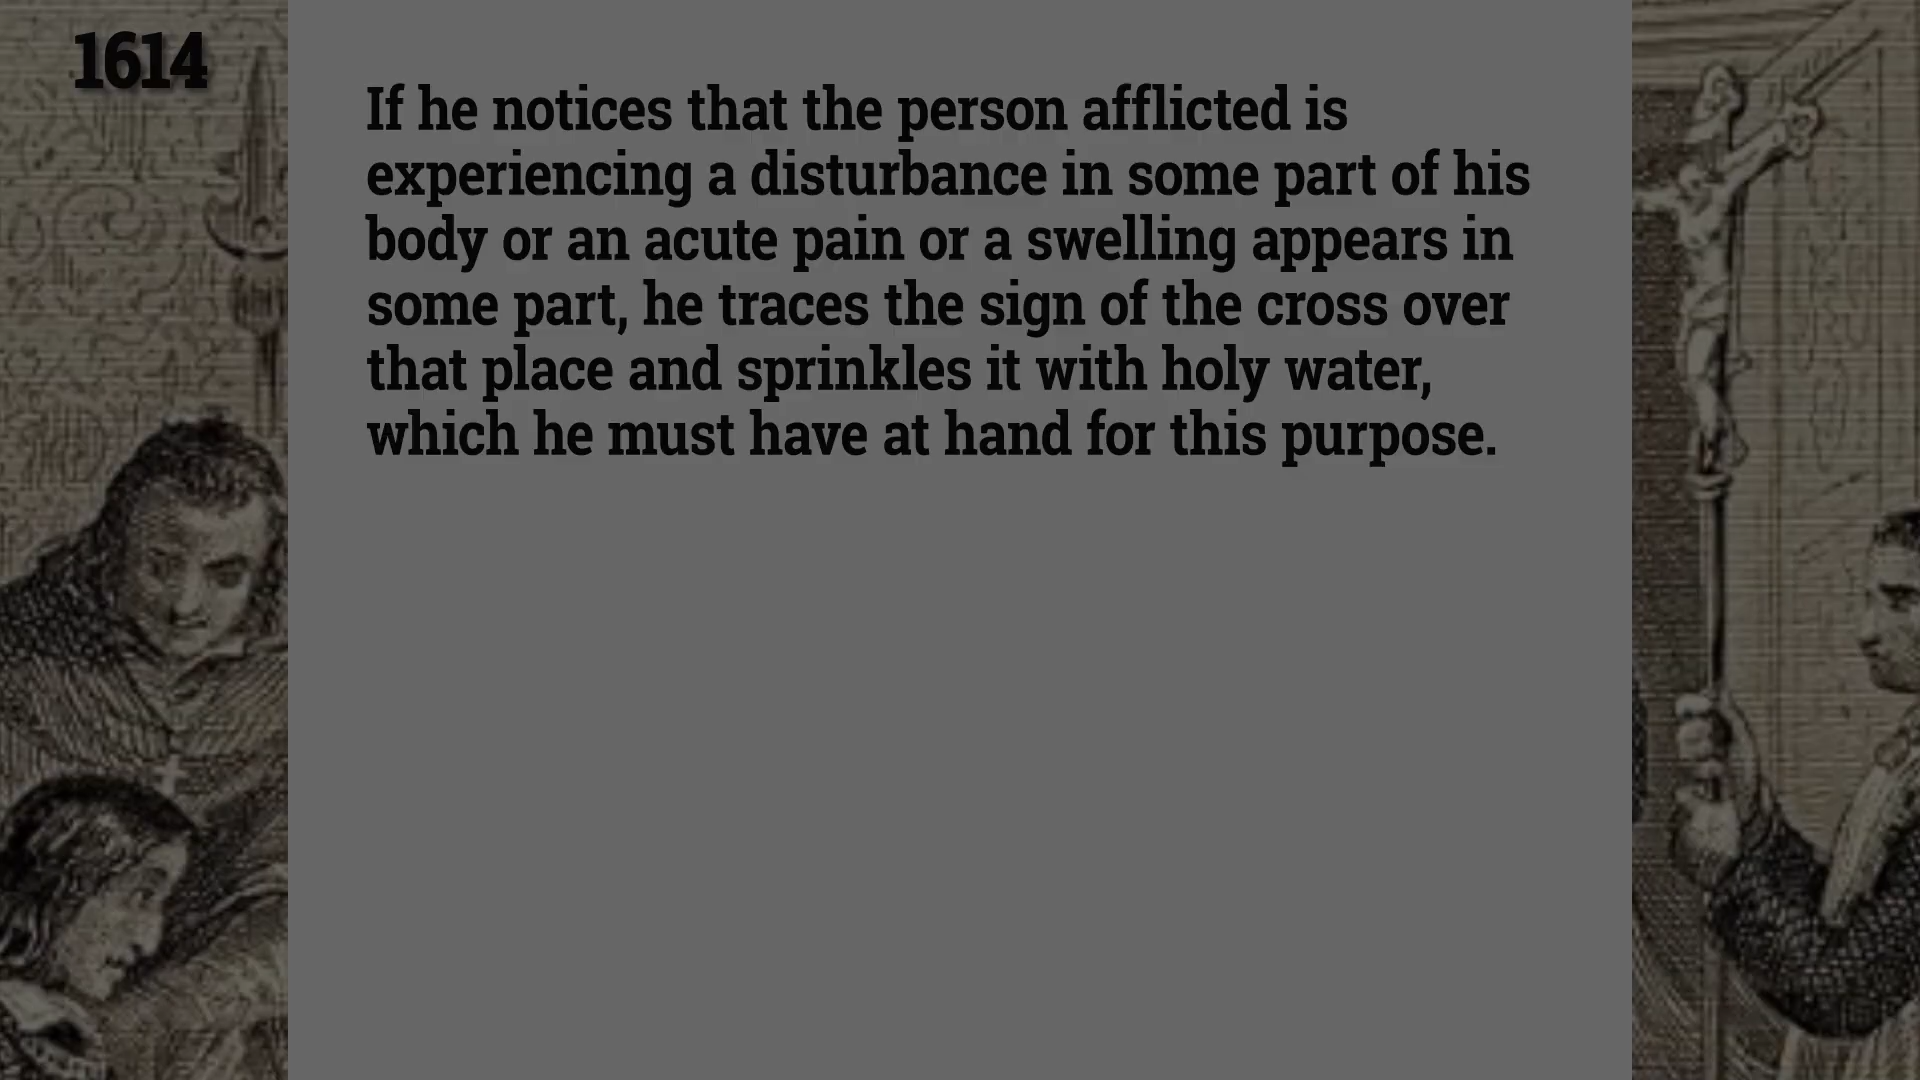 1614
If he notices that the person afflicted is
experiencing a disturbance in some part of his
body or an acute pain or a swelling appears in
some part, he traces the sign of the cross over
that place and sprinkles it with holy water,
which he must have at hand for this purpose.